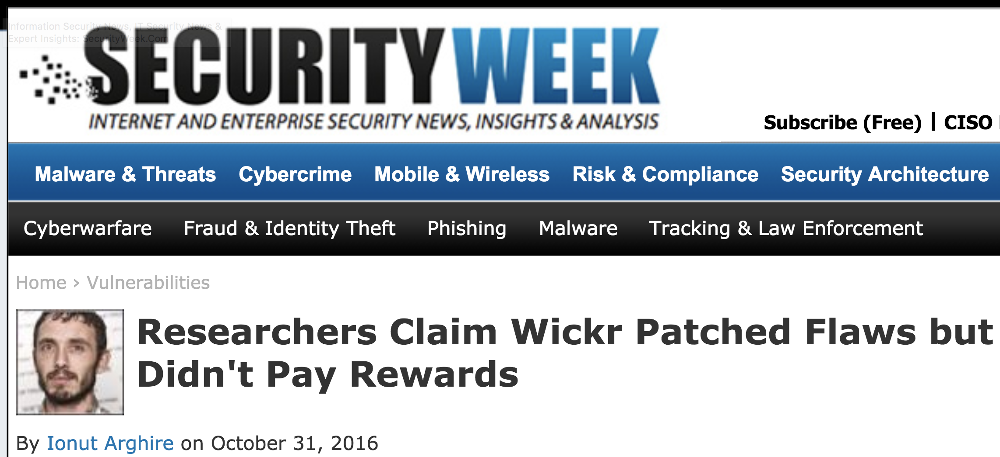 Information Security News, IT Security News &
Expert Insights: SecurityWeek.Com
SECURITYWEEK
INTERNET AND ENTERPRISE SECURITY NEWS, INSIGHTS & ANALYSIS
Subscribe (Free) | CISO
Malware & Threats Cybercrime Mobile & Wireless Risk & Compliance Security Architecture
Cyberwarfare Fraud & Identity Theft Phishing Malware Tracking & Law Enforcement
Home › Vulnerabilities
Researchers Claim Wickr Patched Flaws but
Didn't Pay Rewards
By Ionut Arghire on October 31, 2016